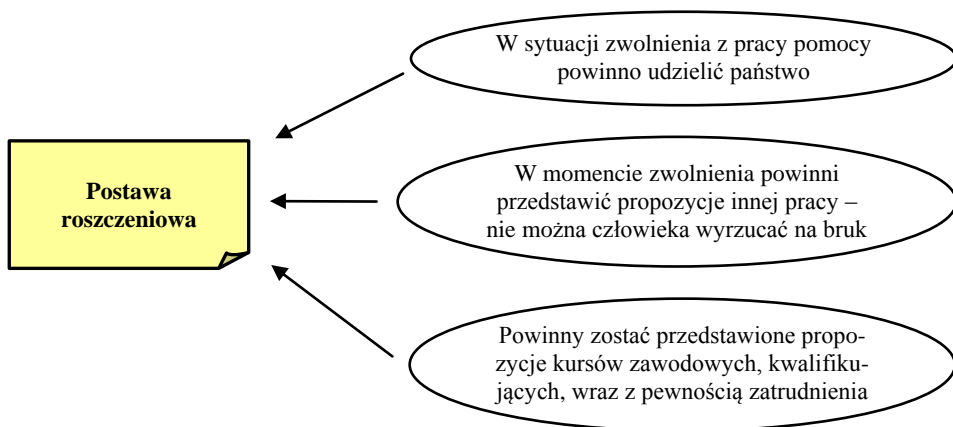 W sytuacji zwolnienia z pracy pomocy
powinno udzielić państwo
Postawa
roszczeniowa
W momencie zwolnienia powinni
przedstawić propozycje innej pracy –
nie można człowieka wyrzucać na bruk
Powinny zostać przedstawione propo-
zycje kursów zawodowych, kwalifiku-
jących, wraz z pewnością zatrudnienia